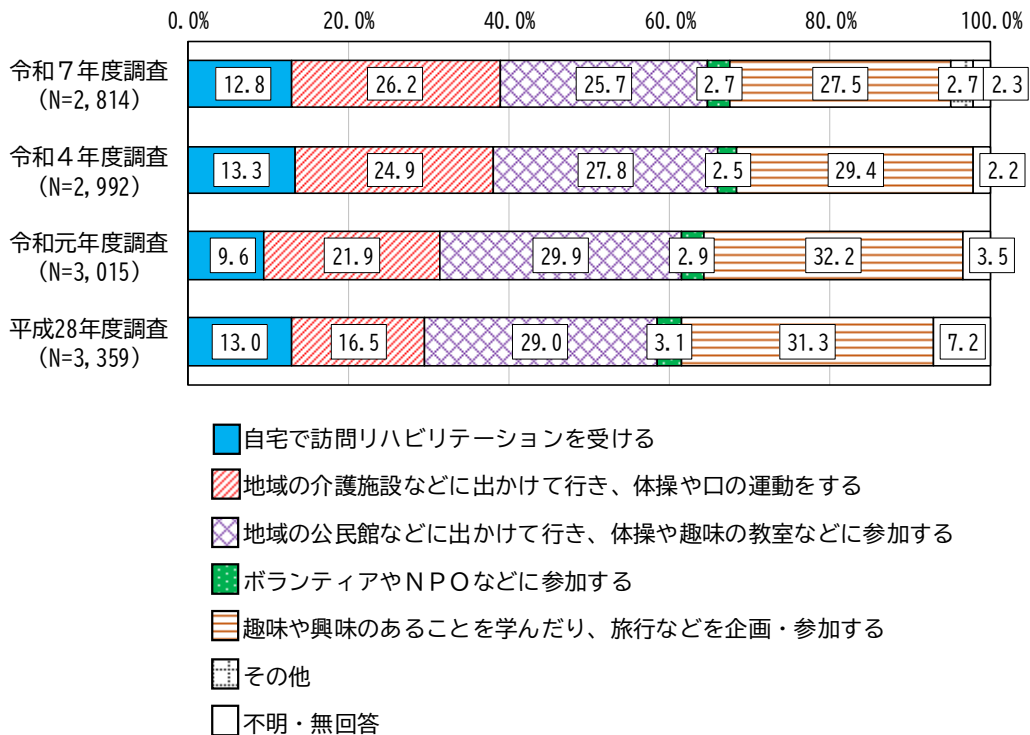 0.0% 20.0% 40.0% 60.0% 80.0% 100.0%
令和７年度調査
(N=2,814)
12.8 26.2 25.7 2.7 27.5 2.7 2.3
令和４年度調査
(N=2,992)
13.3 24.9 27.8 2.5 29.4 2.2
令和元年度調査
(N=3,015)
9.6 21.9 29.9 2.9 32.2 3.5
平成28年度調査
(N=3,359)
13.0 16.5 29.0 3.1 31.3 7.2
自宅で訪問リハビリテーションを受ける
地域の介護施設などに出かけて行き、体操や口の運動をする
地域の公民館などに出かけて行き、体操や趣味の教室などに参加する
ボランティアやＮＰＯなどに参加する
趣味や興味のあることを学んだり、旅行などを企画・参加する
その他
不明・無回答